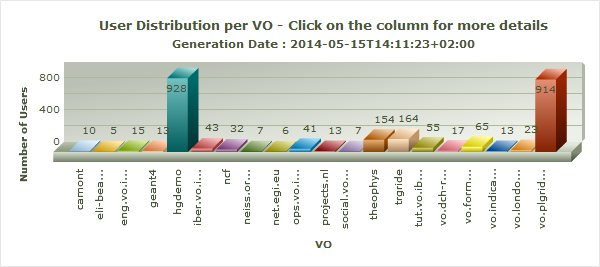 User Distribution per VO - Click on the column for more details
Generation Date : 2014-05-15T14:11:23+02:00
Number of Users
800
400
0
10
5
15
13
928
43
32
7
6
41
13
7
154
164
55
17
65
13
23
914
camont
eli-bea...
eng.vo.i...
geant4
hgdemo
iber.vo.i...
ncf
neiss.or...
net.egi.eu
ops.vo.i...
projects.nl
social.vo...
theophys
trgride
tut.vo.ib...
vo.dch-r...
vo.form...
vo.indica...
vo.londo...
vo.plgrid...
VO